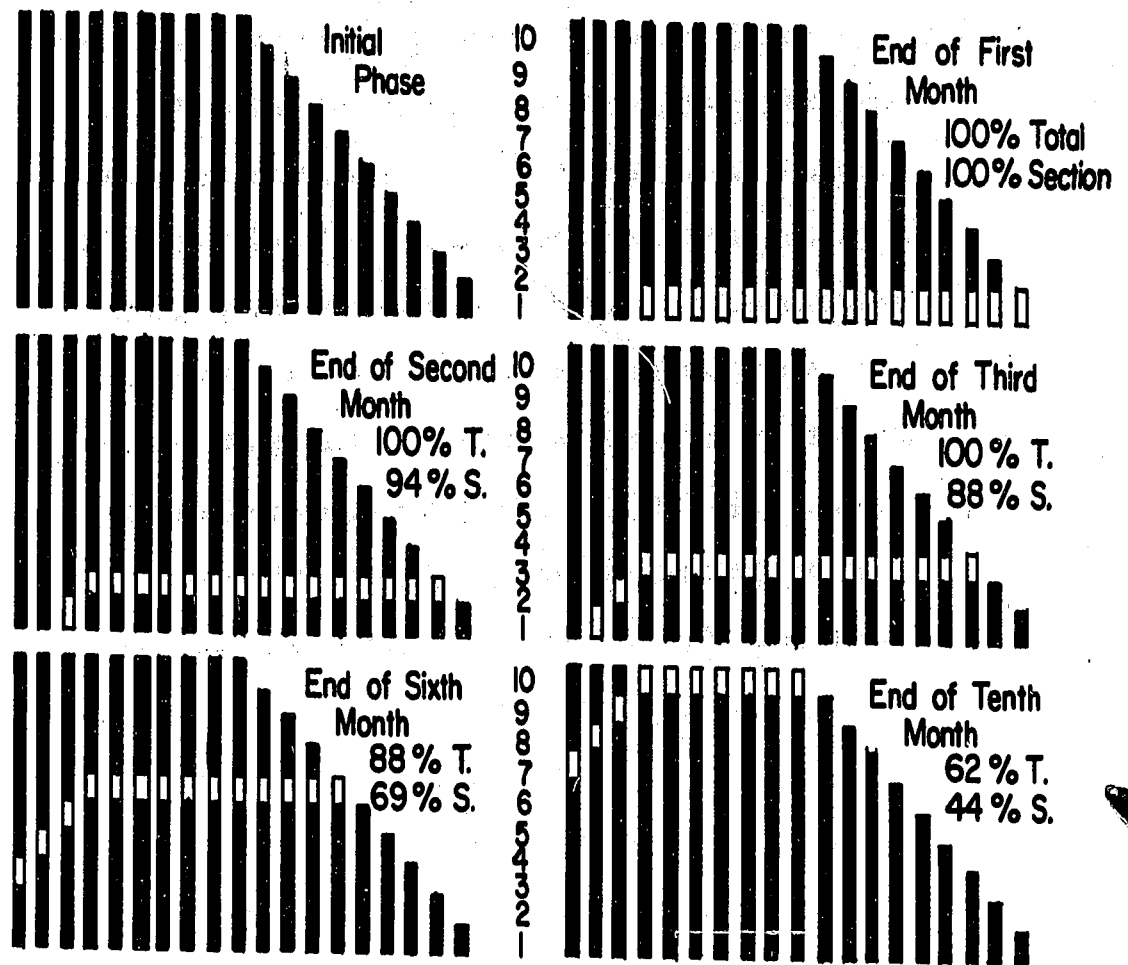 Initial
Phase
10
9
8
7
6
5
4
3
2
1
End of First
Month
100% Total
100% Section
End of Second
Month
100% T.
94% S.
10
9
8
7
6
5
4
3
2
1
End of Third
Month
100% T.
88% S.
End of Sixth
Month
88% T.
69% S.
10
9
8
7
6
5
4
3
2
1
End of Tenth
Month
62% T.
44% S.